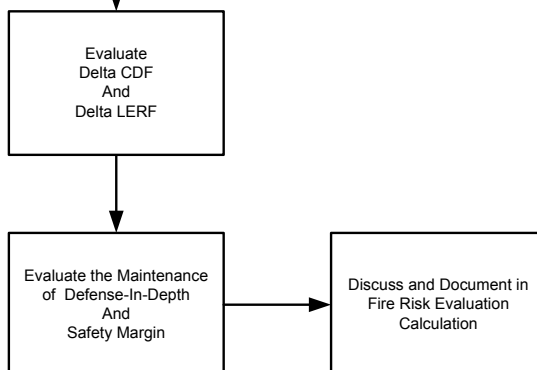 Evaluate
Delta CDF
And
Delta LERF
Evaluate the Maintenance
of Defense-In-Depth
And
Safety Margin
Discuss and Document in
Fire Risk Evaluation
Calculation